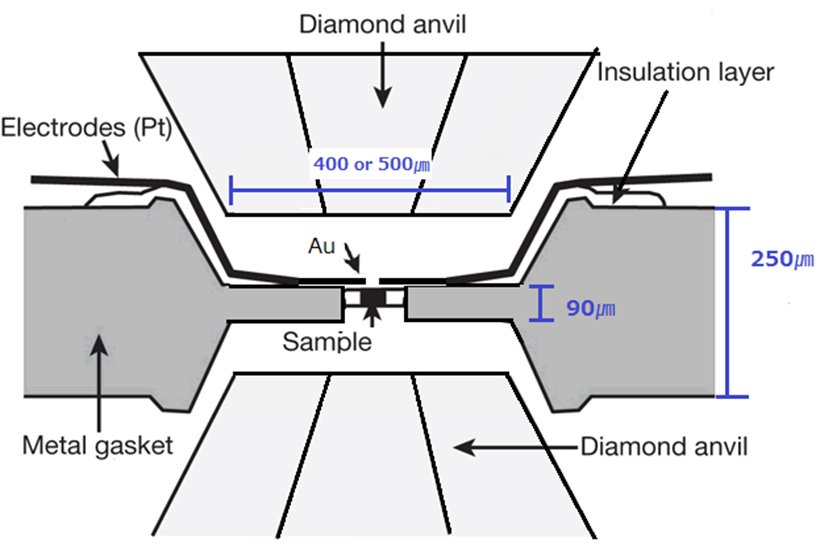 Diamond anvil
Insulation layer
Electrodes (Pt)
400 or 500㎛
Au
250㎛
90㎛
Sample
Metal gasket
Diamond anvil